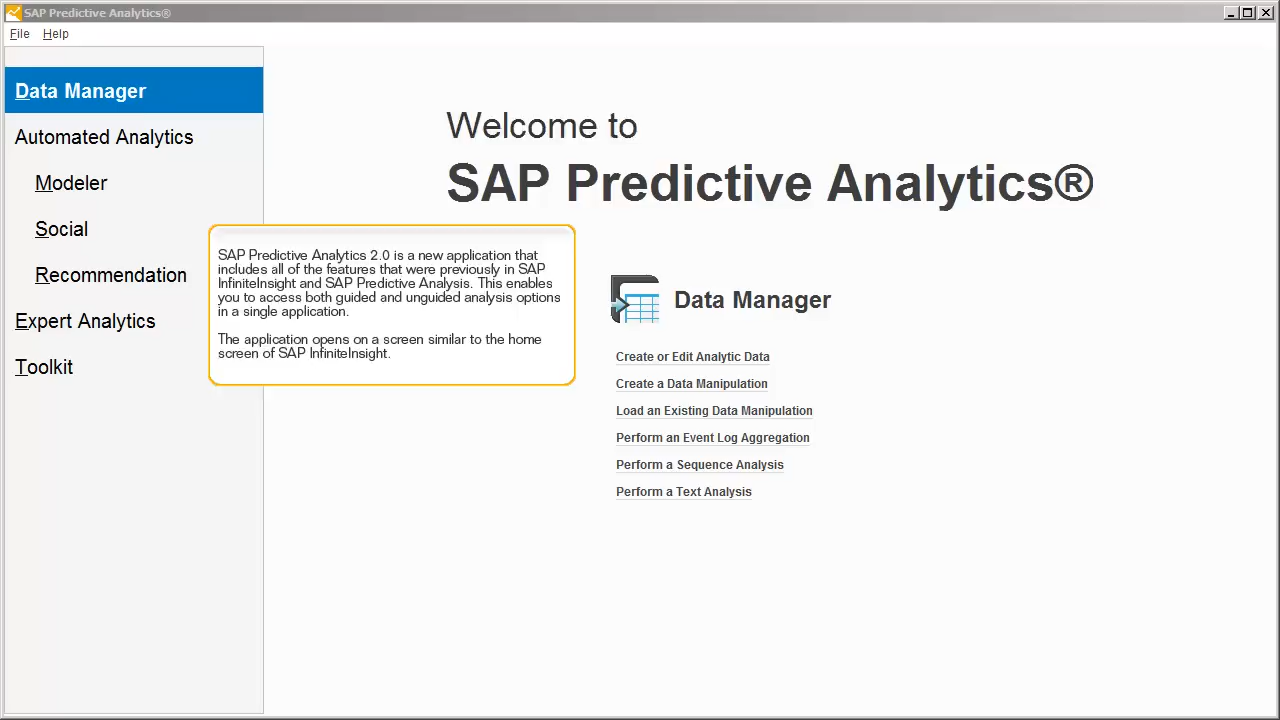 SAP Predictive Analytics®
File Help
Data Manager
Automated Analytics
Modeler
Social
Recommendation
Expert Analytics
Toolkit
Welcome to
SAP Predictive Analytics®
SAP Predictive Analytics 2.0 is a new application that
includes all of the features that were previously in SAP
InfiniteInsight and SAP Predictive Analysis. This enables
you to access both guided and unguided analysis options
in a single application.
The application opens on a screen similar to the home
screen of SAP InfiniteInsight.
Data Manager
Create or Edit Analytic Data
Create a Data Manipulation
Load an Existing Data Manipulation
Perform an Event Log Aggregation
Perform a Sequence Analysis
Perform a Text Analysis